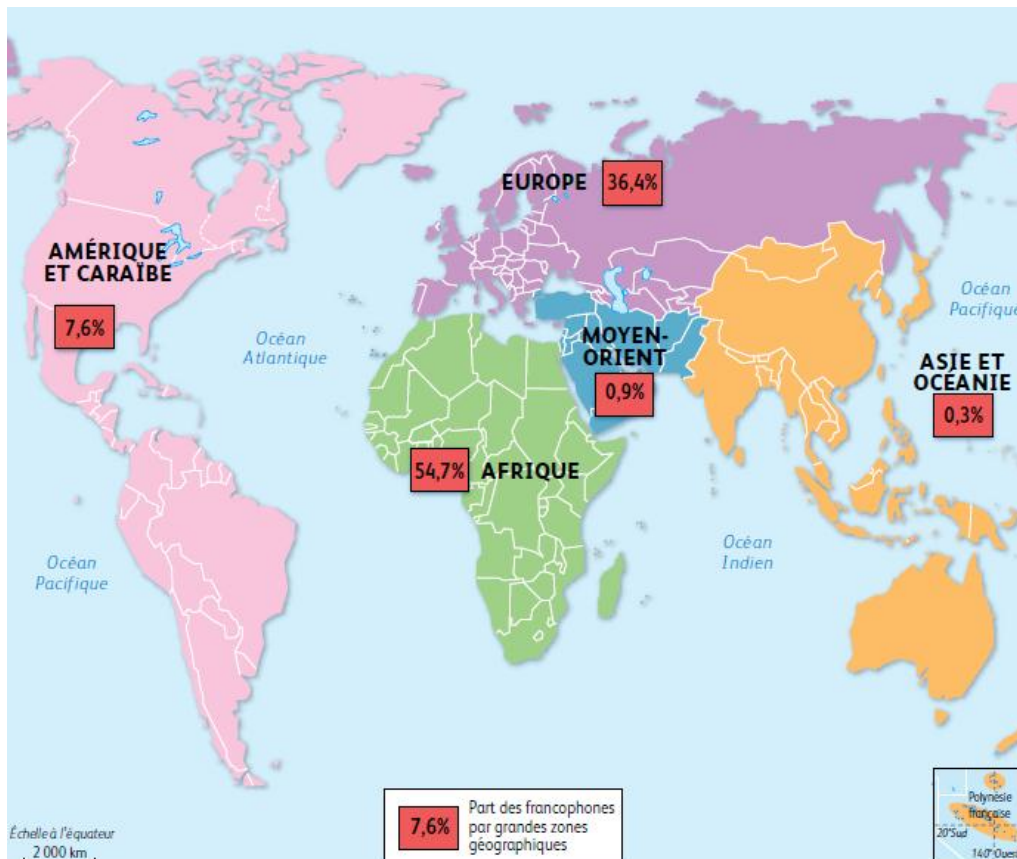 EUROPE
36,4%
AMÉRIQUE
ET CARAÏBE
7,6%
Océan
Atlantique
Océan
Pacifique
MOYEN-
ORIENT
0,9%
ASIE ET
OCÉANIE
0,3%
54,7%
AFRIQUE
Océan
Indien
Océan
Pacifique
7,6%
Part des francophones
par grandes zones
géographiques
Échelle à l'équateur
2 000 km
Polynésie
française
20°Sud
140° Ouest